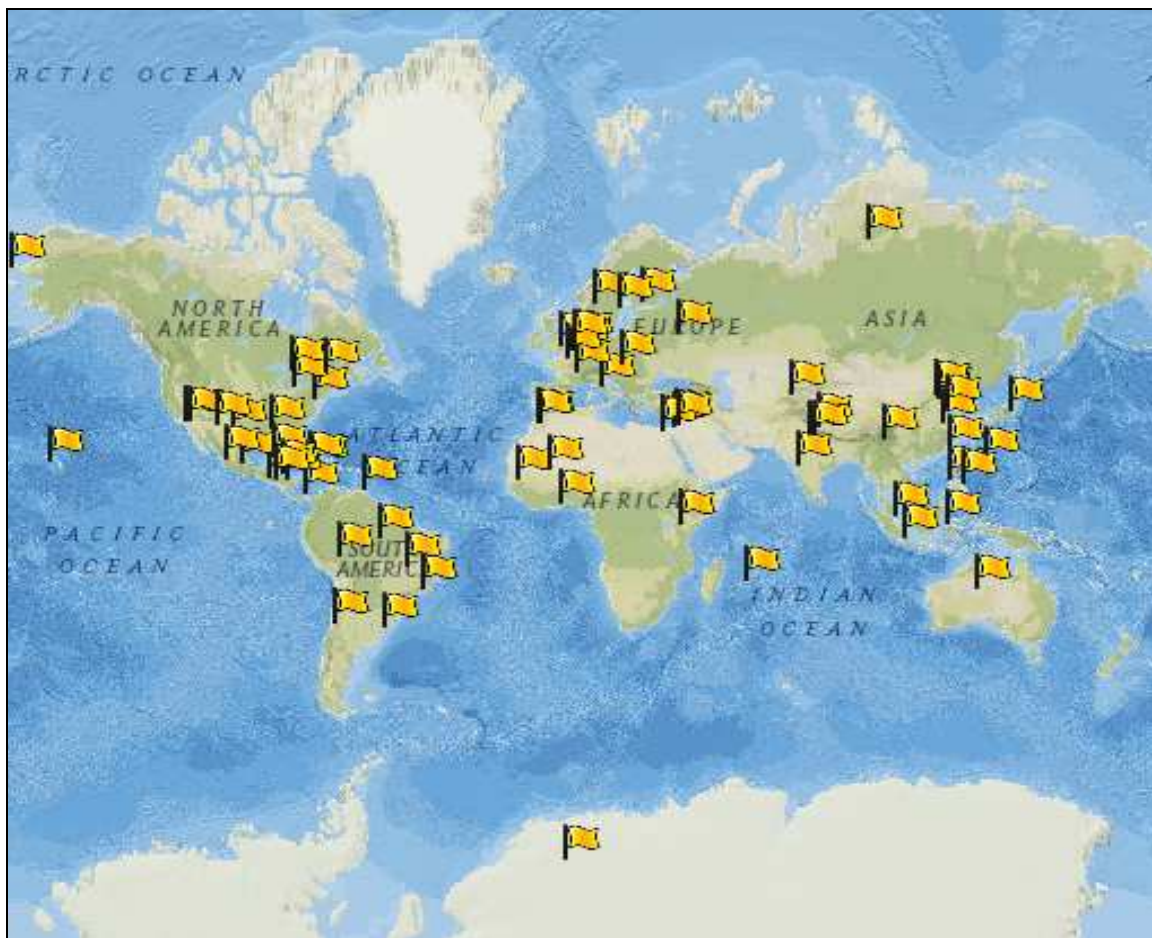 RCTIC OCEAN
NORTH
AMERICA
EUROPE
ASIA
ATLANTIC
OCEAN
AFRICA
PACIFIC
OCEAN
SOUTH
AMERICA
INDIAN
OCEAN